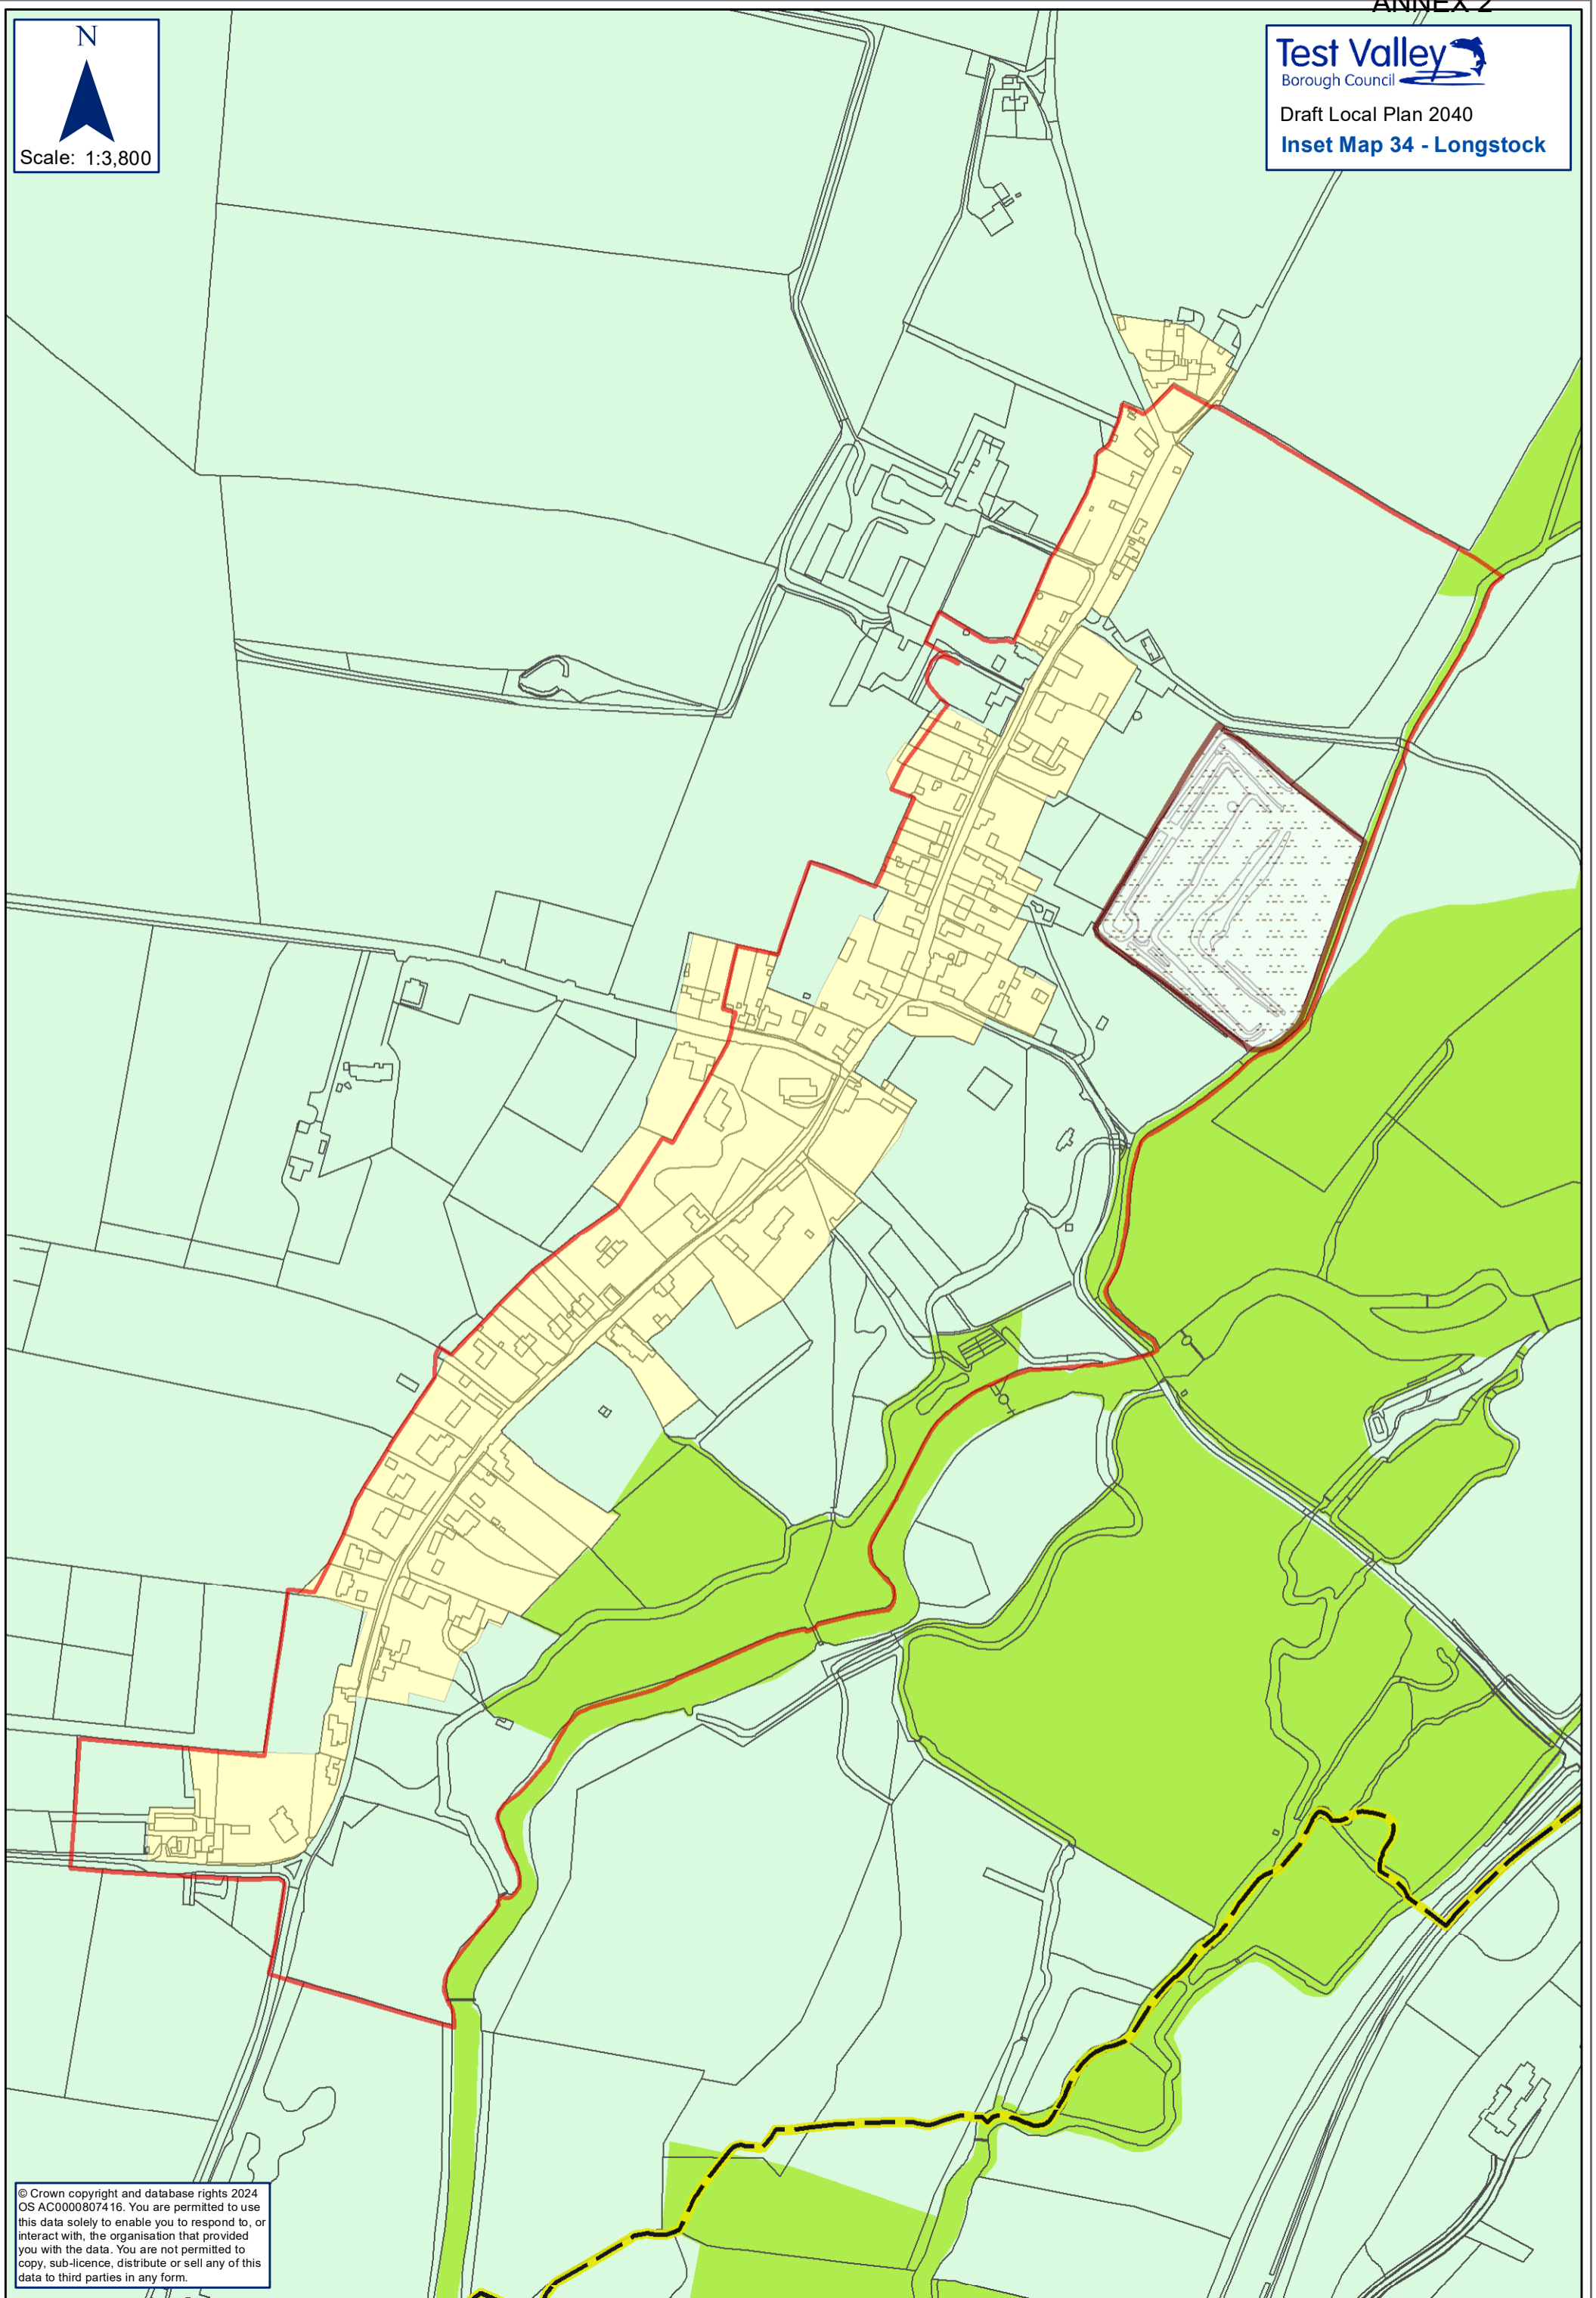 ANNEX 2
N
Scale: 1:3,800
Test Valley
Borough Council
Draft Local Plan 2040
Inset Map 34 - Longstock
© Crown copyright and database rights 2024
OS AC0000807416. You are permitted to use
this data solely to enable you to respond to, or
interact with, the organisation that provided
you with the data. You are not permitted to
copy, sub-licence, distribute or sell any of this
data to third parties in any form.